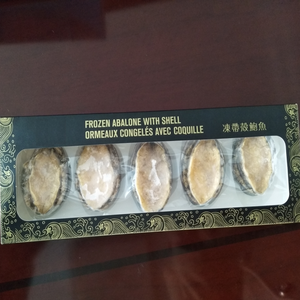 FROZEN ABALONE WITH SHELL
ORMEAUX CONGELÉS AVEC COQUILLE
凍帶殼鮑魚